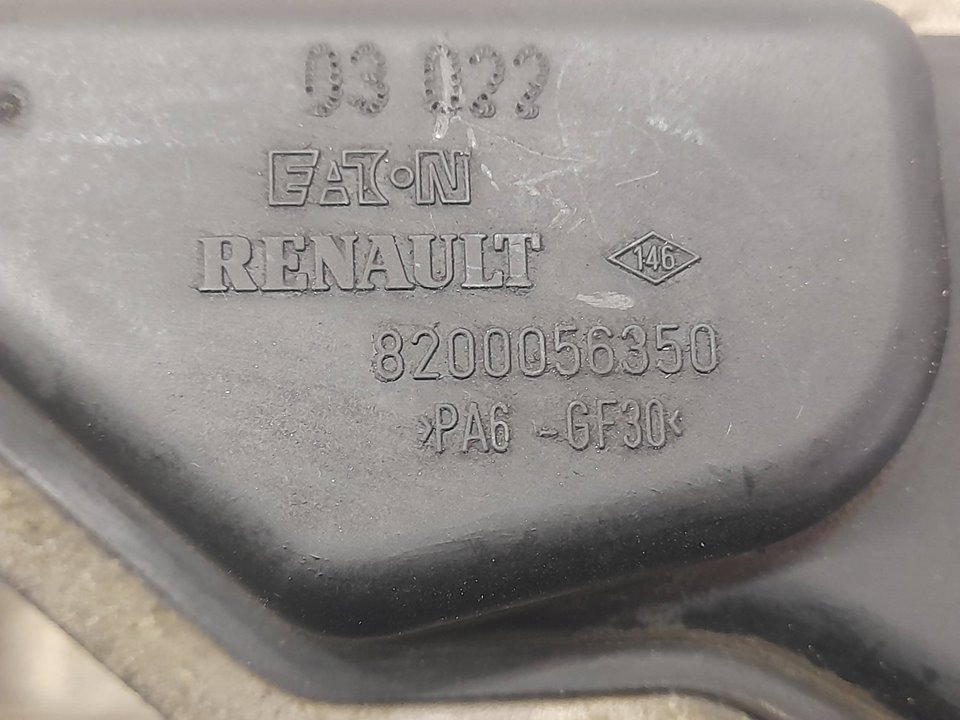 03 022
EATON
RENAULT 146
8200056350
>PA6 -GF30<